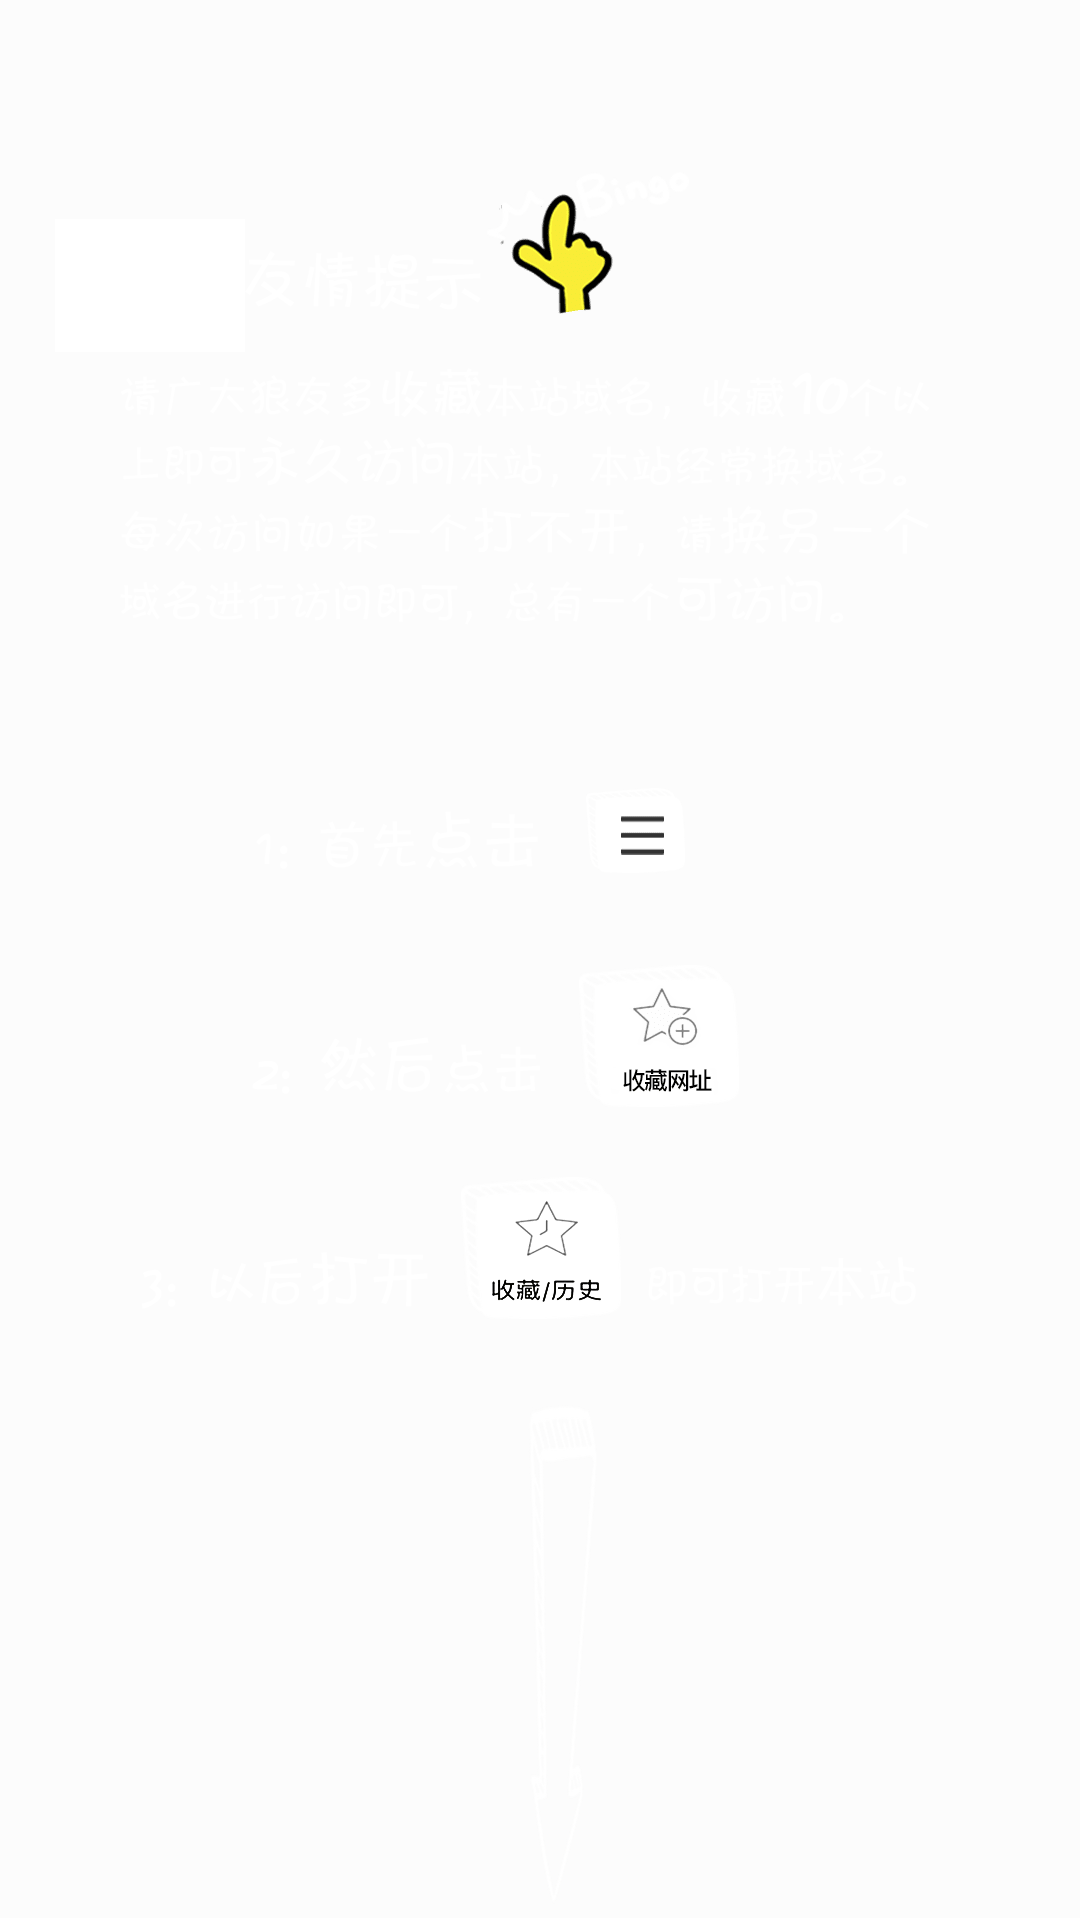 Bingo
友情提示
请广大狼友多收藏本站域名，收藏10个以
上即可永久访问本站，本站经常换域名。
每次访问如果一个打不开，请换另一个
域名进行访问即可，总有一个可访问。
1: 首先点击
2: 然后点击
收藏网址
3: 以后打开 收藏/历史 即可打开本站